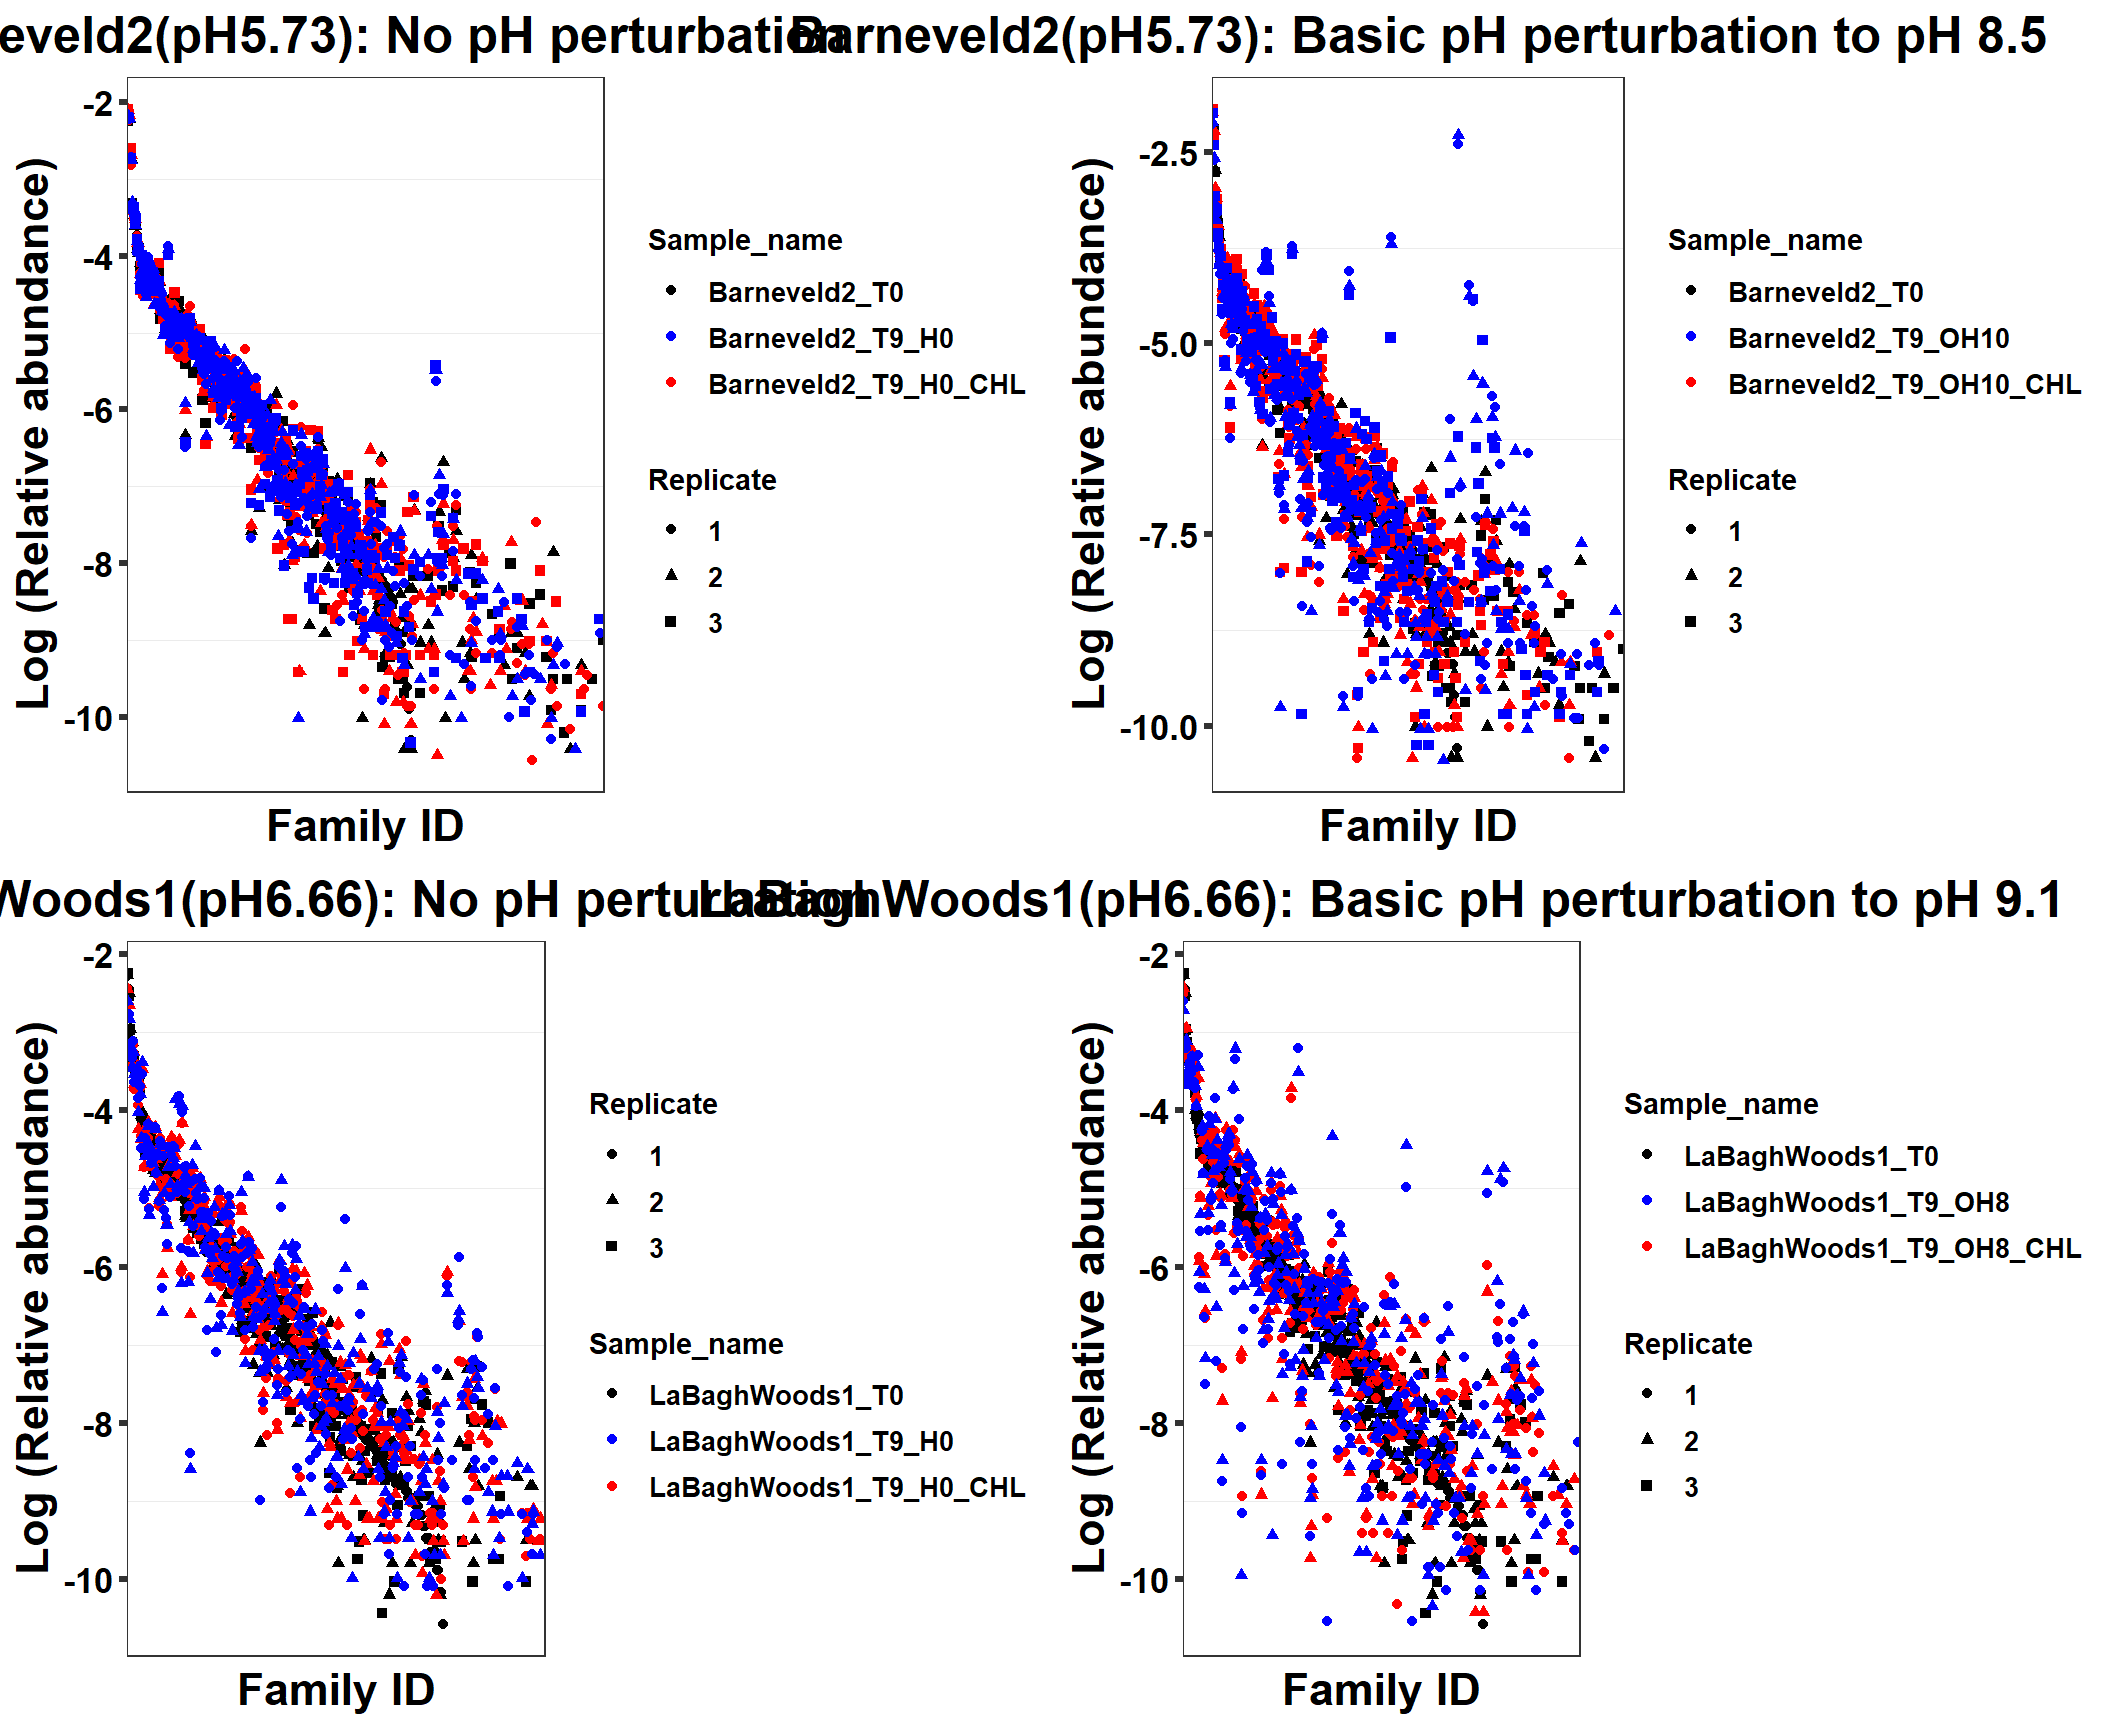 eveld2(pH5.73): No pH perturbation
Barneveld2(pH5.73): Basic pH perturbation to pH 8.5
Log (Relative abundance)
-2
-4
-6
-8
-10
Family ID
Sample_name
Barneveld2_T0
Barneveld2_T9_H0
Barneveld2_T9_H0_CHL
Replicate
1
2
3
Log (Relative abundance)
-2.5
-5.0
-7.5
-10.0
Family ID
Sample_name
Barneveld2_T0
Barneveld2_T9_OH10
Barneveld2_T9_OH10_CHL
Replicate
1
2
3
Woods1(pH6.66): No pH perturbation
LaBaghWoods1(pH6.66): Basic pH perturbation to pH 9.1
Log (Relative abundance)
-2
-4
-6
-8
-10
Family ID
Replicate
1
2
3
Sample_name
LaBaghWoods1_T0
LaBaghWoods1_T9_H0
LaBaghWoods1_T9_H0_CHL
Log (Relative abundance)
-2
-4
-6
-8
-10
Family ID
Sample_name
LaBaghWoods1_T0
LaBaghWoods1_T9_OH8
LaBaghWoods1_T9_OH8_CHL
Replicate
1
2
3